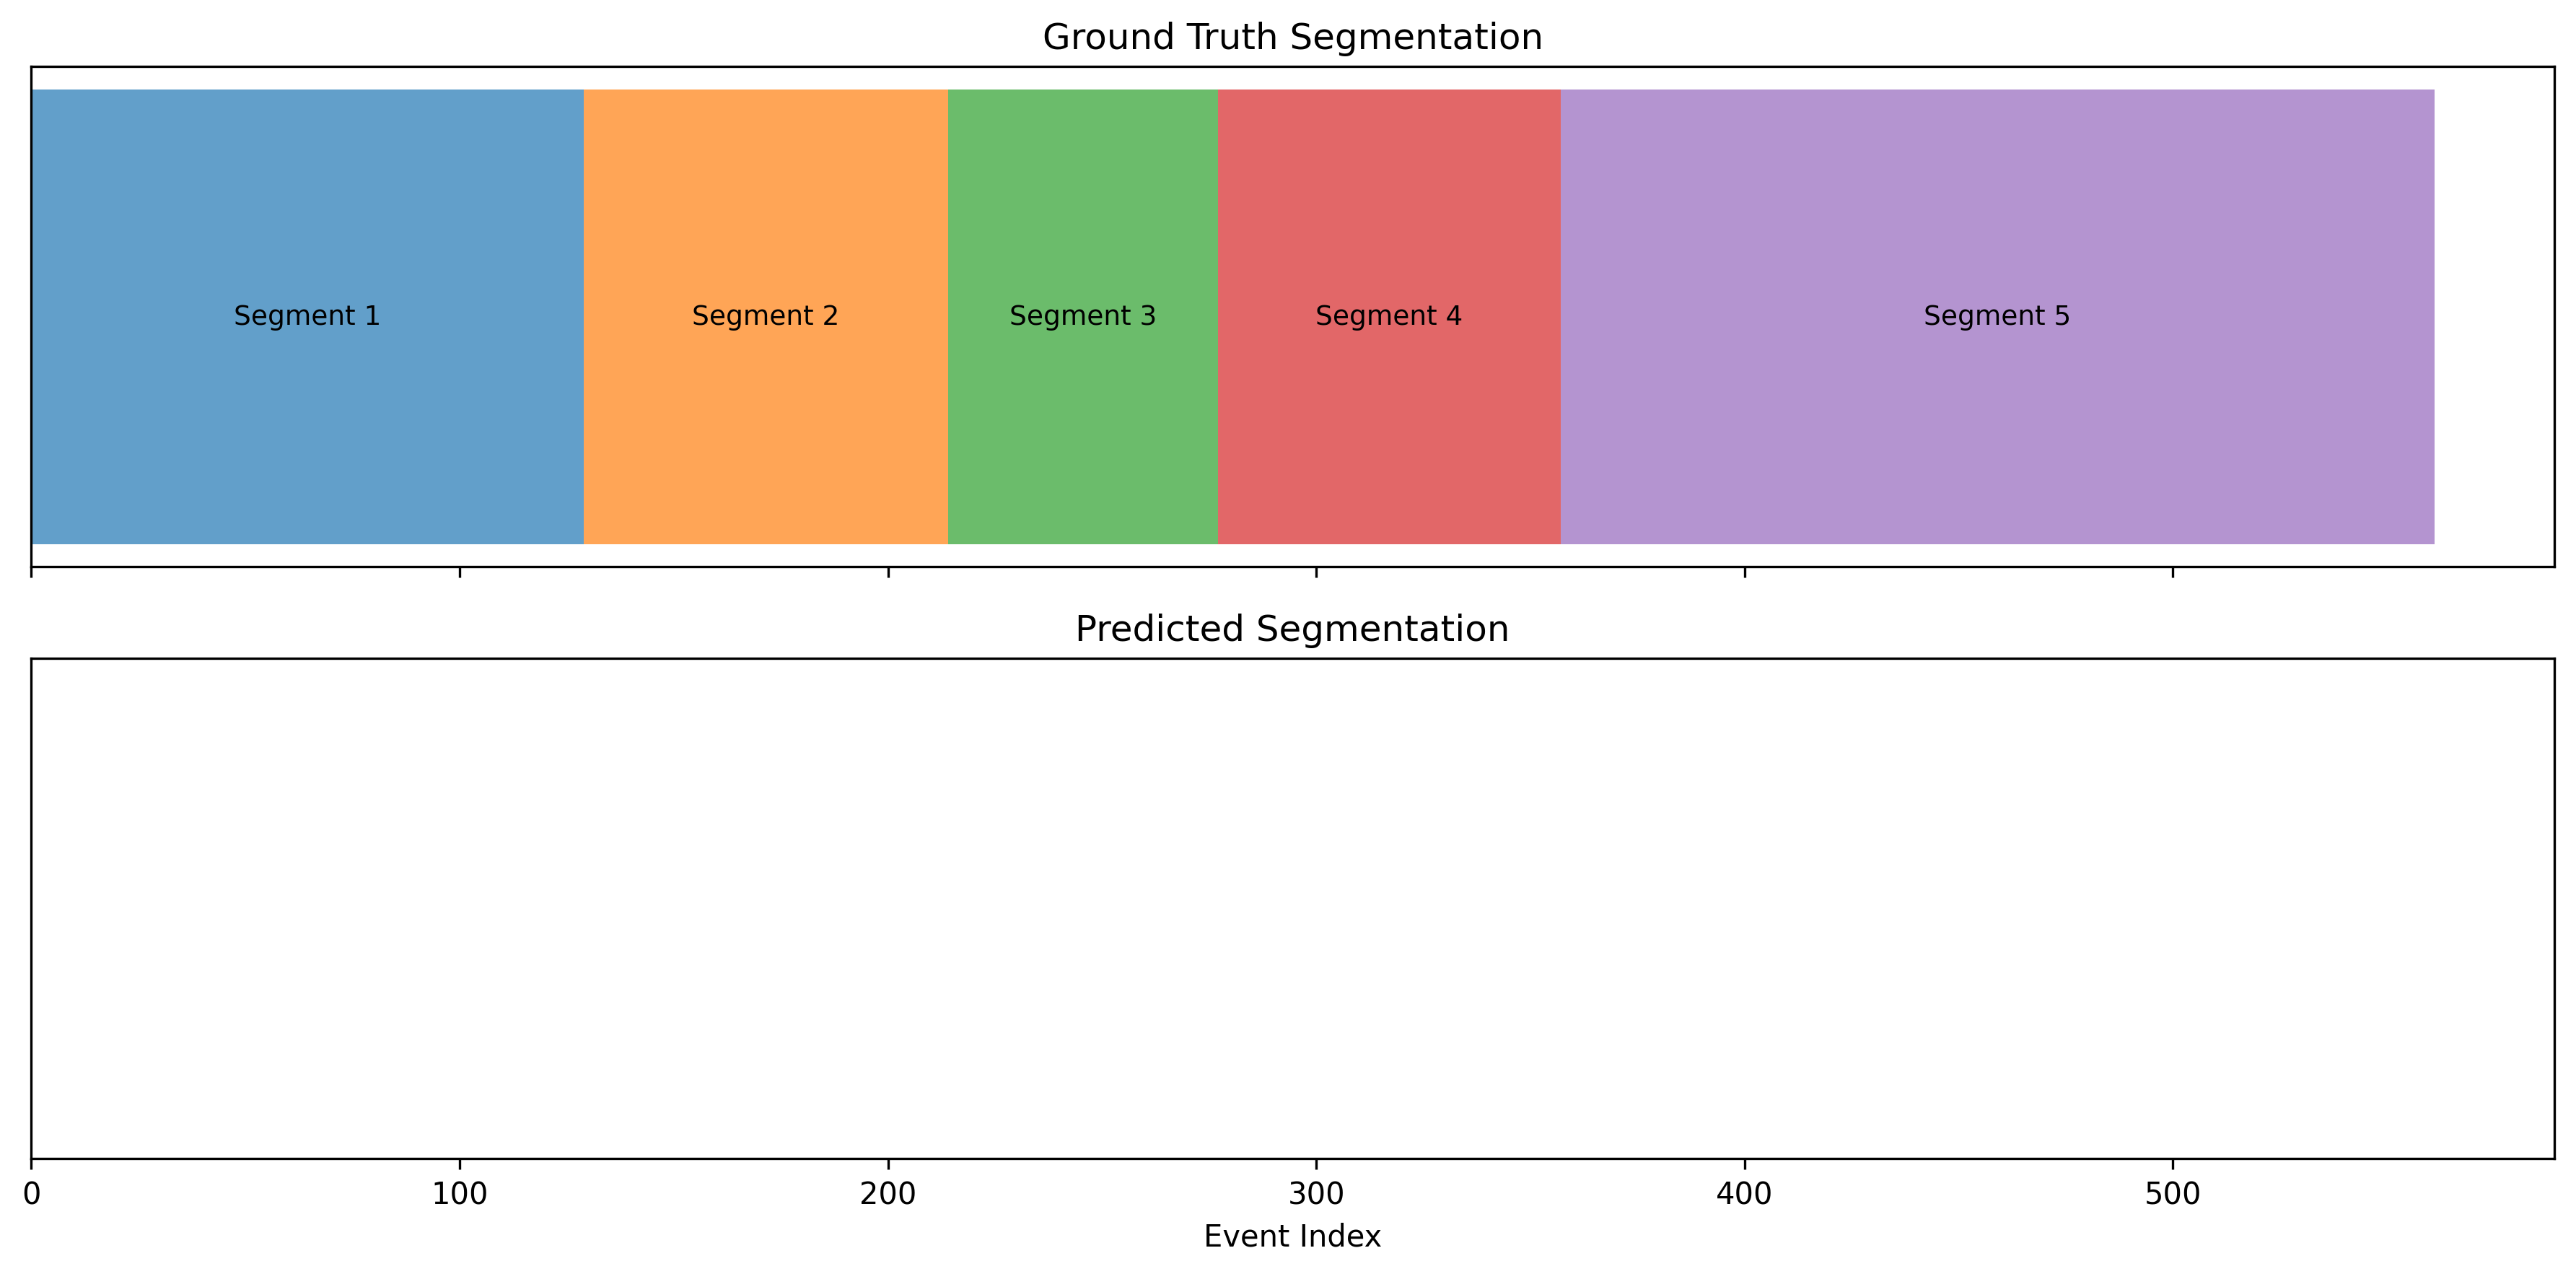 Ground Truth Segmentation
Segment 1 Segment 2 Segment 3 Segment 4 Segment 5
Predicted Segmentation
0 100 200 300 400 500
Event Index